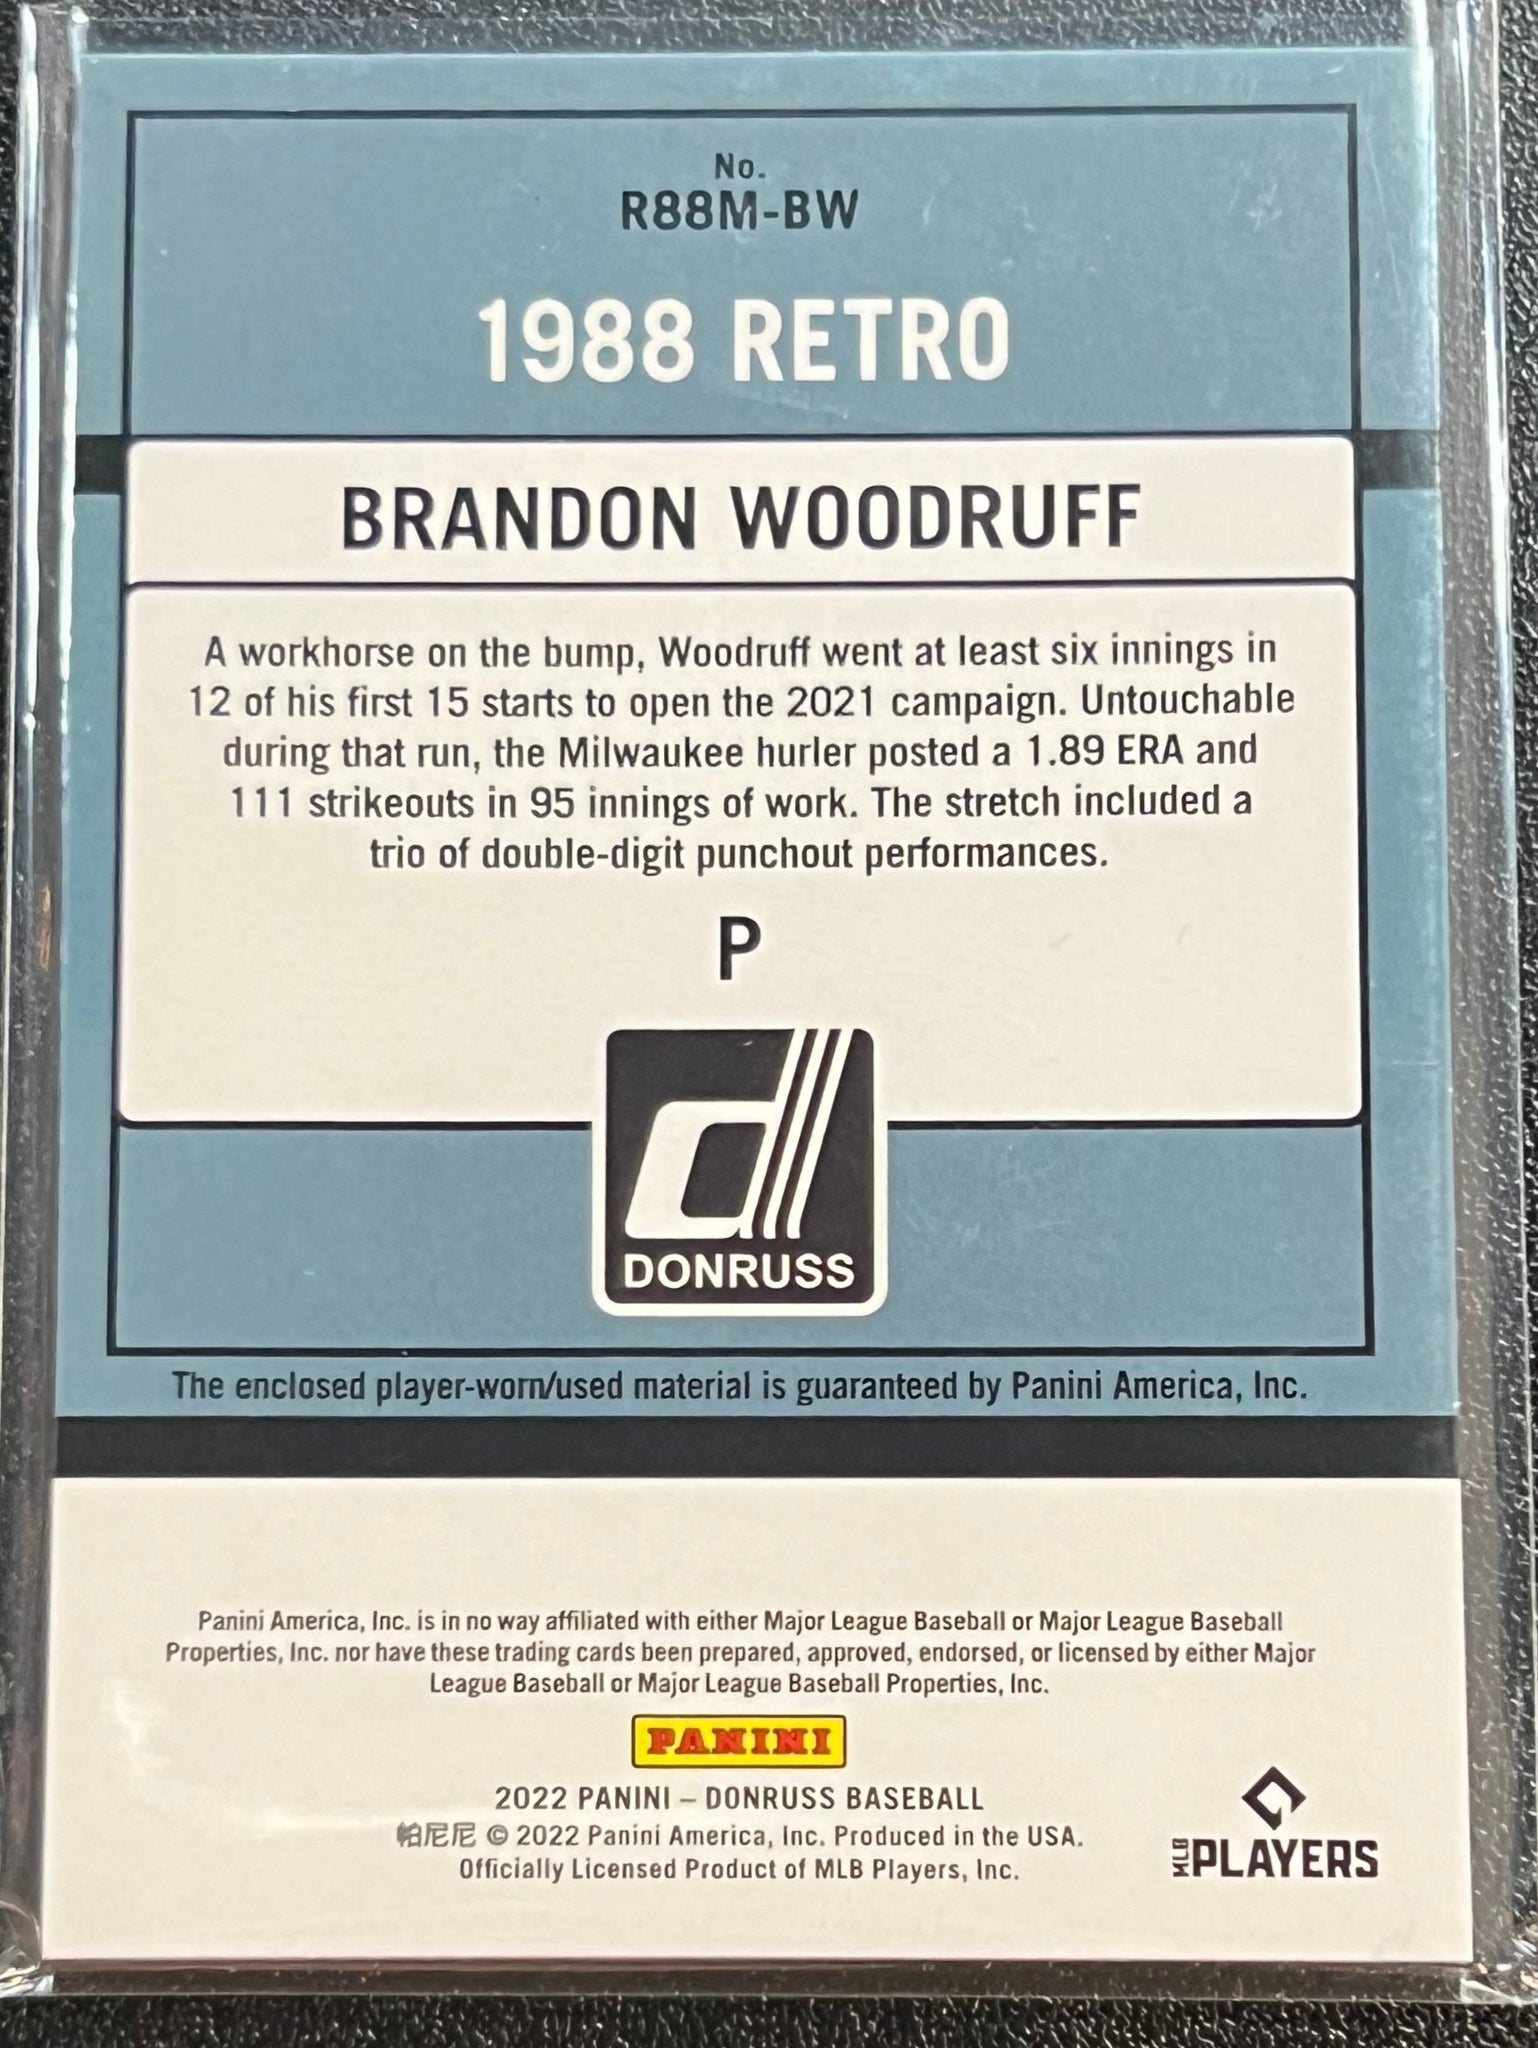 No.
R88M-BW
1988 RETRO
BRANDON WOODRUFF
A workhorse on the bump, Woodruff went at least six innings in
12 of his first 15 starts to open the 2021 campaign. Untouchable
during that run, the Milwaukee hurler posted a 1.89 ERA and
111 strikeouts in 95 innings of work. The stretch included a
trio of double-digit punchout performances.
P
d
DONRUSS
The enclosed player-worn/used material is guaranteed by Panini America, Inc.
Panini America, Inc. is in no way affiliated with either Major League Baseball or Major League Baseball
Properties, Inc. nor have these trading cards been prepared, approved, endorsed, or licensed by either Major
League Baseball or Major League Baseball Properties, Inc.
PANINI
2022 PANINI – DONRUSS BASEBALL
帕尼尼 © 2022 Panini America, Inc. Produced in the USA.
Officially Licensed Product of MLB Players, Inc.
MLB PLAYERS